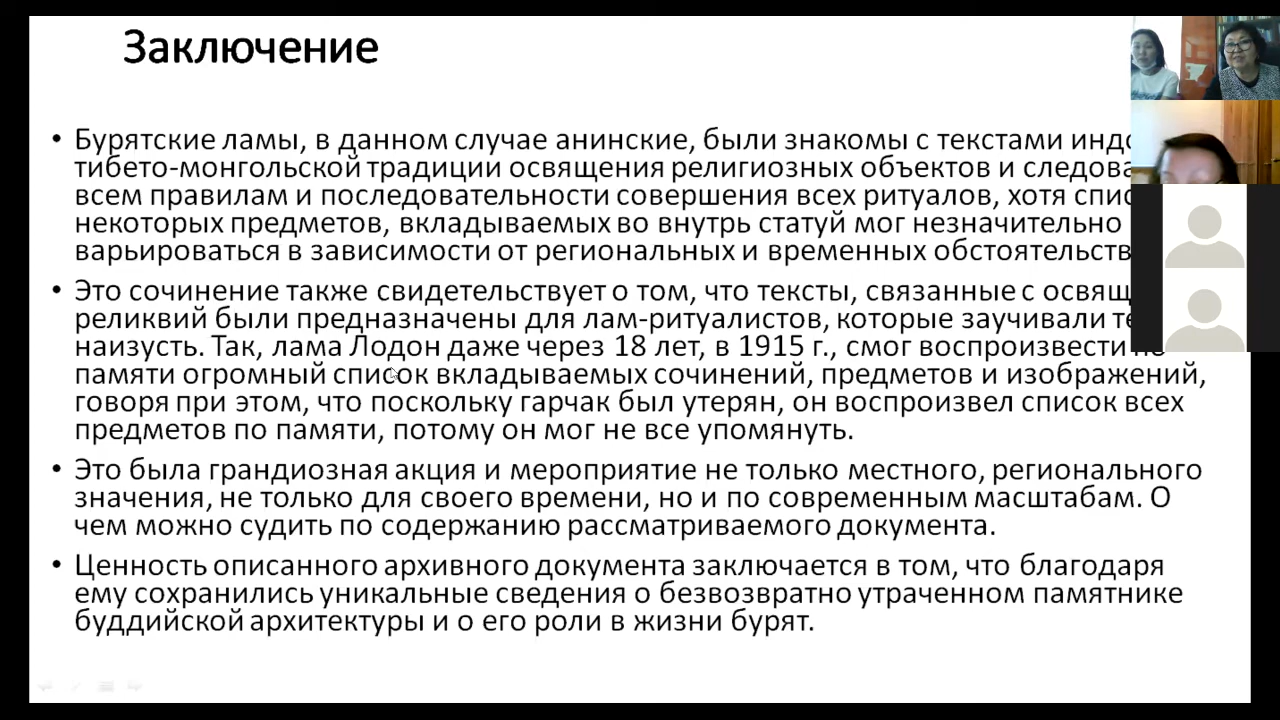 Заключение
• Бурятские ламы, в данном случае анинские, были знакомы с текстами
тибето-монгольской традиции освящения религиозных объектов и
всем правилам и последовательности совершения всех ритуалов, хотя
некоторых предметов, вкладываемых во внутрь статуй мог незначительно
варьироваться в зависимости от региональных и временных
• Это сочинение также свидетельствует о том, что тексты, связанные с
реликвий были предназначены для лам-ритуалистов, которые заучивали
наизусть. Так, лама Лодон даже через 18 лет, в 1915 г., смог воспроизвести
памяти огромный список вкладываемых сочинений, предметов и изображений,
говоря при этом, что поскольку гарчак был утерян, он воспроизвел список всех
предметов по памяти, потому он мог не все упомянуть.
• Это была грандиозная акция и мероприятие не только местного, регионального
значения, не только для своего времени, но и по современным масштабам. О
чем можно судить по содержанию рассматриваемого документа.
• Ценность описанного архивного документа заключается в том, что благодаря
ему сохранились уникальные сведения о безвозвратно утраченном памятнике
буддийской архитектуры и о его роли в жизни бурят.